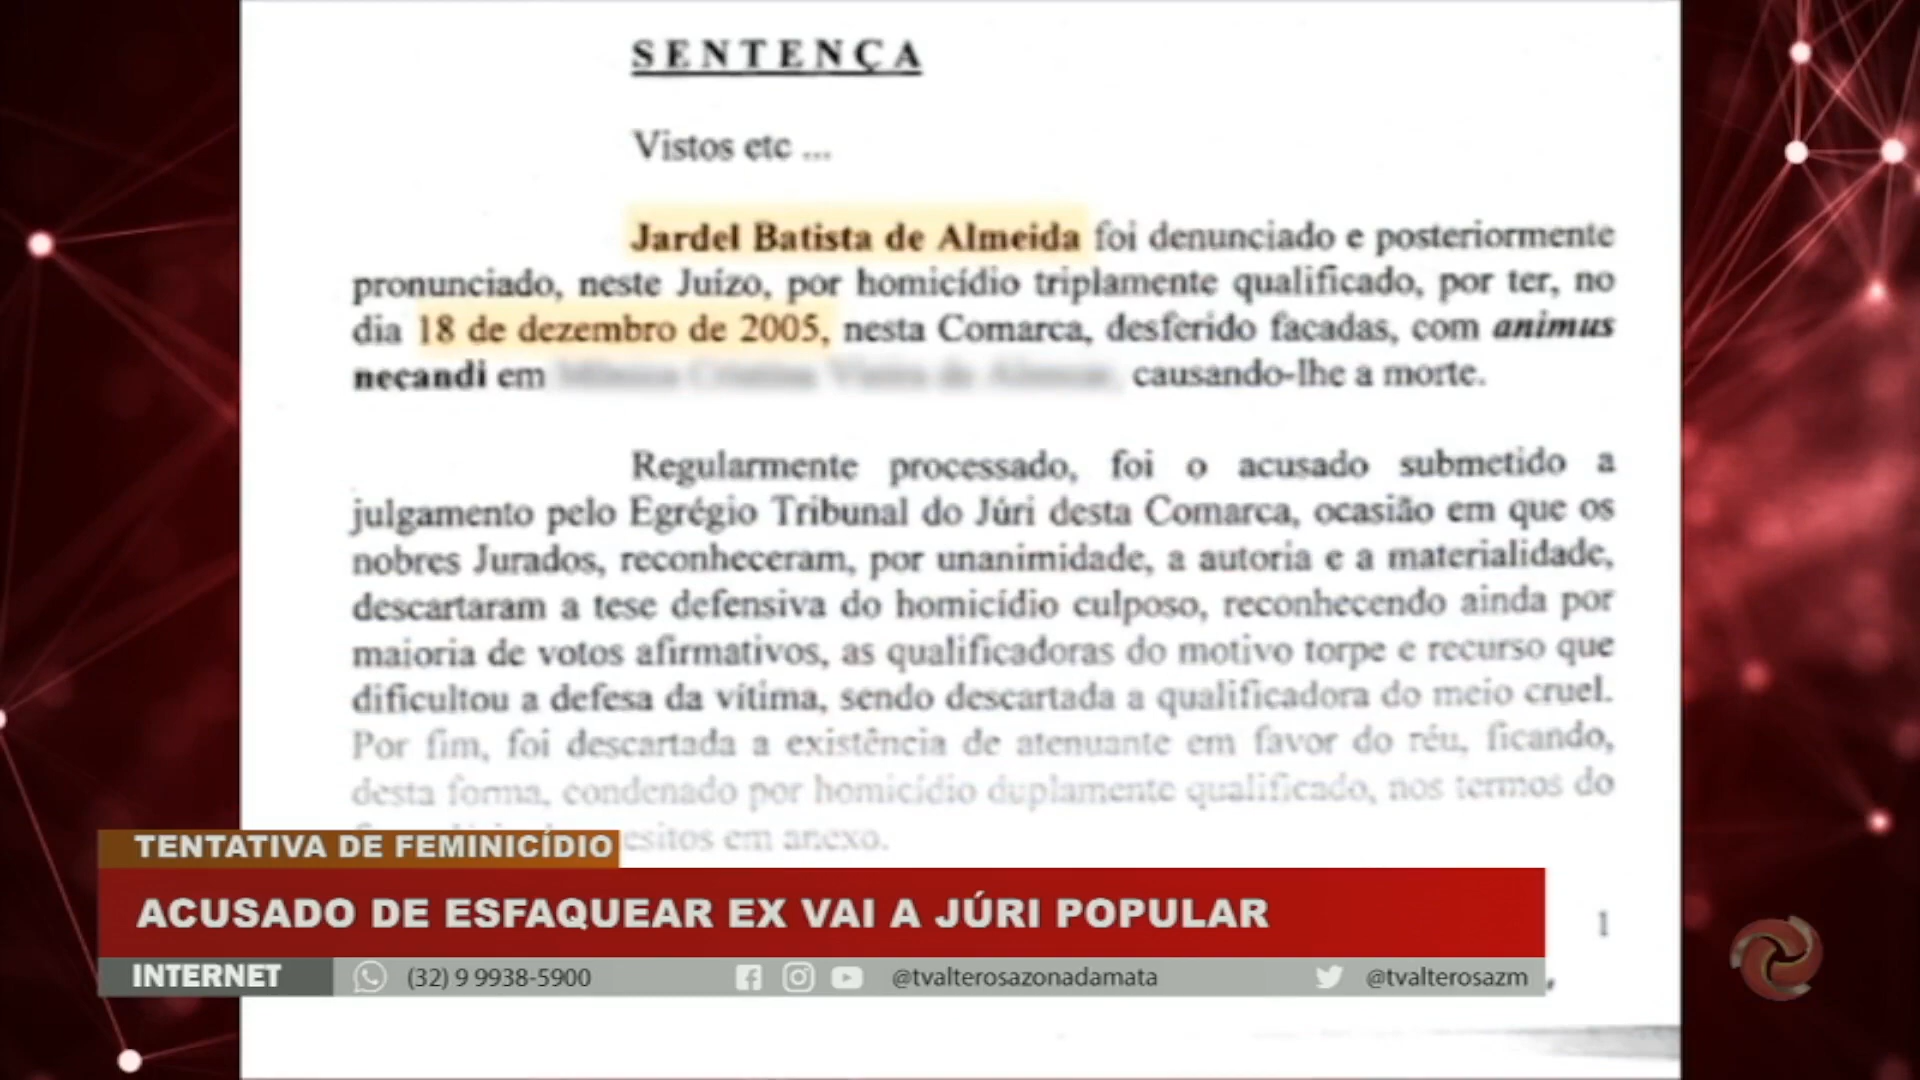 SENTENÇA
Vistos etc ...
Jardel Batista de Almeida foi denunciado e posteriormente
pronunciado, neste Juízo, por homicídio triplamente qualificado, por ter, no
dia 18 de dezembro de 2005, nesta Comarca, desferido facadas, com animus
necandi em causando-lhe a morte.
Regularmente processado, foi o acusado submetido a
julgamento pelo Egrégio Tribunal do Júri desta Comarca, ocasião em que os
nobres Jurados, reconheceram, por unanimidade, a autoria e a materialidade,
descartaram a tese defensiva do homicídio culposo, reconhecendo ainda por
maioria de votos afirmativos, as qualificadoras do motivo torpe e recurso que
dificultou a defesa da vítima, sendo descartada a qualificadora do meio cruel.
Por fim, foi descartada a existência de atenuante em favor do réu, ficando,
desta forma, condenado por homicídio duplamente qualificado, nos termos do
esitos em anexo.
TENTATIVA DE FEMINICÍDIO
ACUSADO DE ESFAQUEAR EX VAI A JÚRI POPULAR
1
INTERNET (32) 9 9938-5900 @tvalterosazonadamata @tvalterosazm